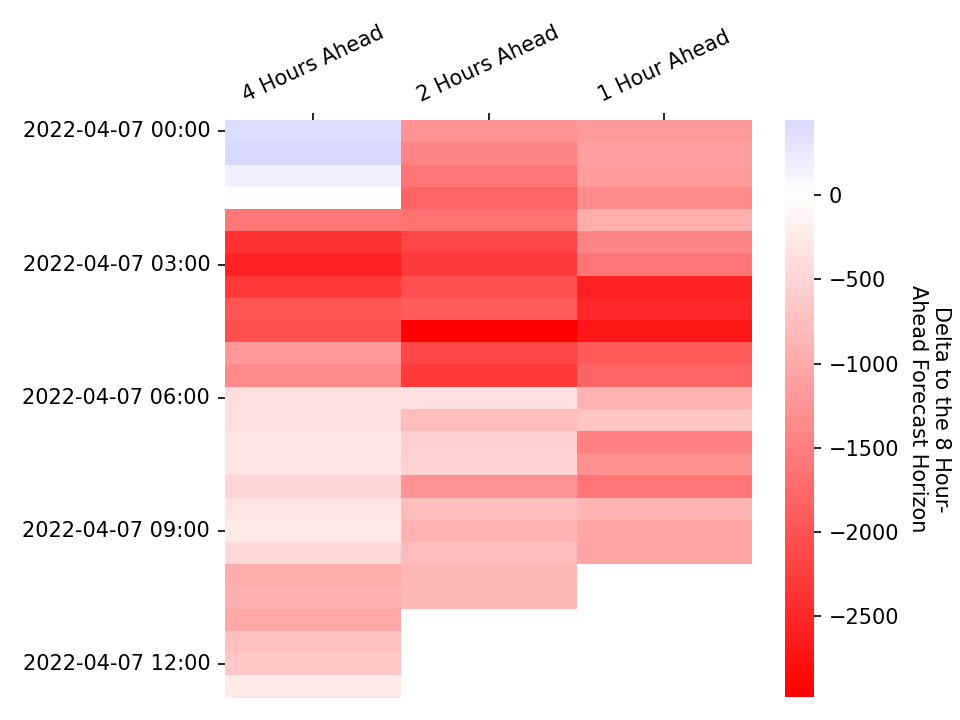 4 Hours Ahead
2 Hours Ahead
1 Hour Ahead
2022-04-07 00:00
2022-04-07 03:00
2022-04-07 06:00
2022-04-07 09:00
2022-04-07 12:00
0
−500
−1000
−1500
−2000
−2500
Delta to the 8 Hour-
Ahead Forecast Horizon